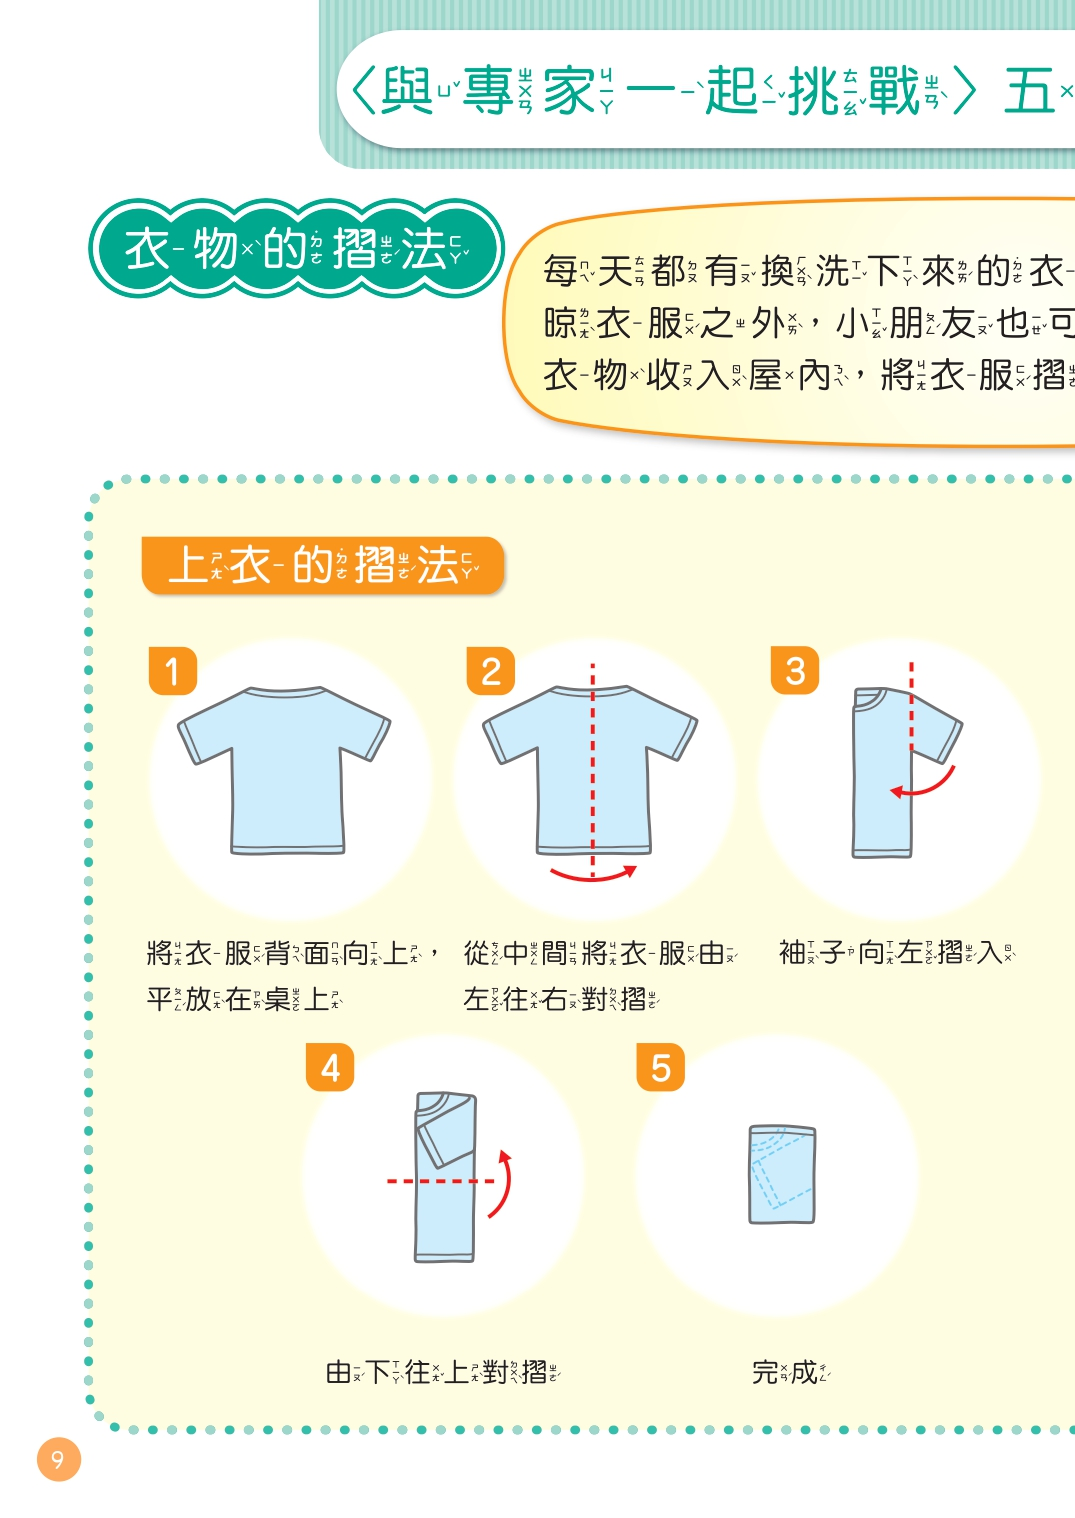 〈與專家一起挑戰〉五
衣物的摺法
每天都有換洗下來的衣
晾衣服之外，小朋友也可
衣物收入屋內，將衣服摺
上衣的摺法
1
2
3
將衣服背面向上，
平放在桌上
從中間將衣服由
左往右對摺
袖子向左摺入
4
5
由下往上對摺
完成
9